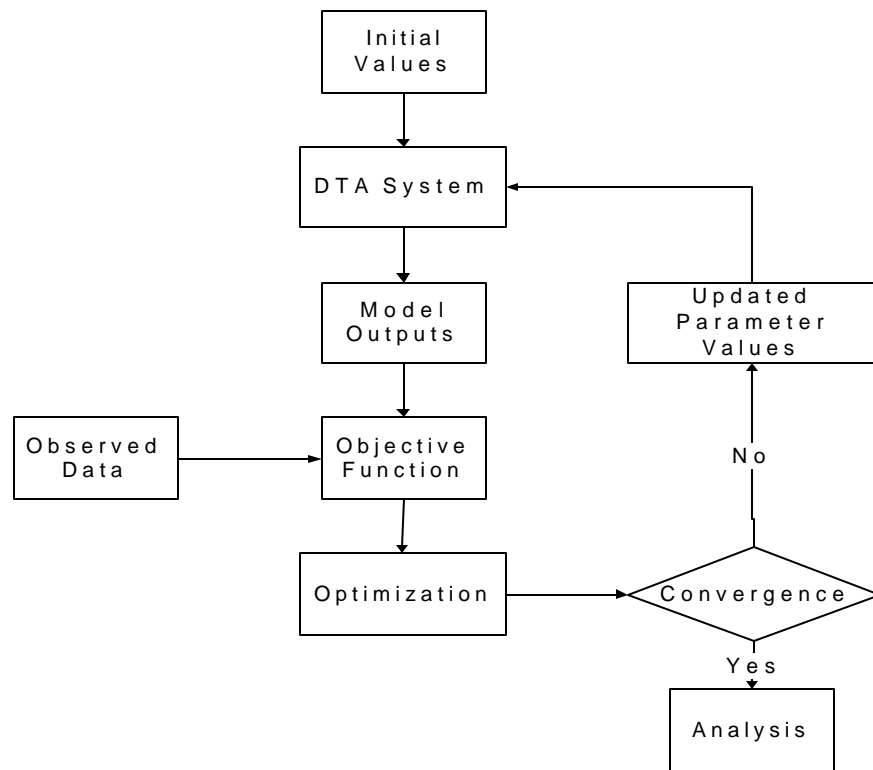 Initial
Values
DTA System
Model
Outputs
Updated
Parameter
Values
Observed
Data
Objective
Function
No
Optimization
Convergence
Yes
Analysis